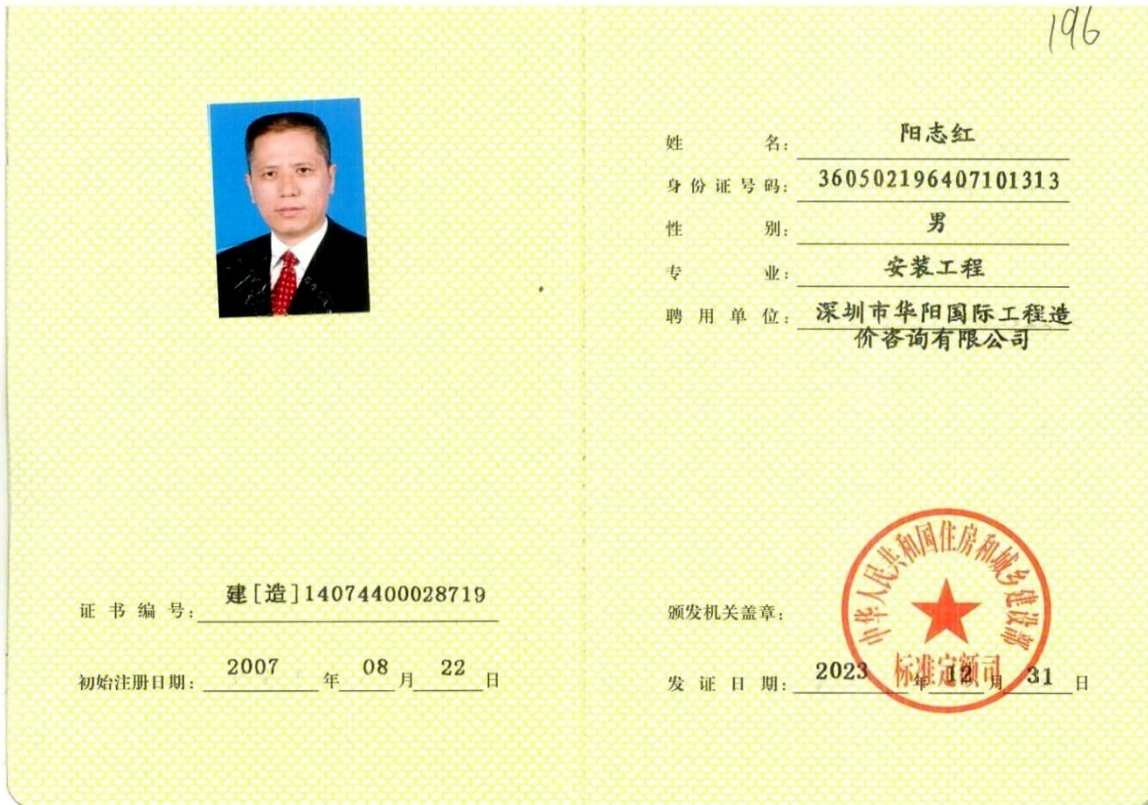 196
姓名: 阳志红
身份证号码: 360502196407101313
性别: 男
专业: 安装工程
聘用单位: 深圳市华阳国际工程造
价咨询有限公司
证书编号: 建[造]14074400028719
初始注册日期: 2007年08月22日
颁发机关盖章:
中华人民共和国住房和城乡建设部
标准定额司
发证日期: 2023年12月31日